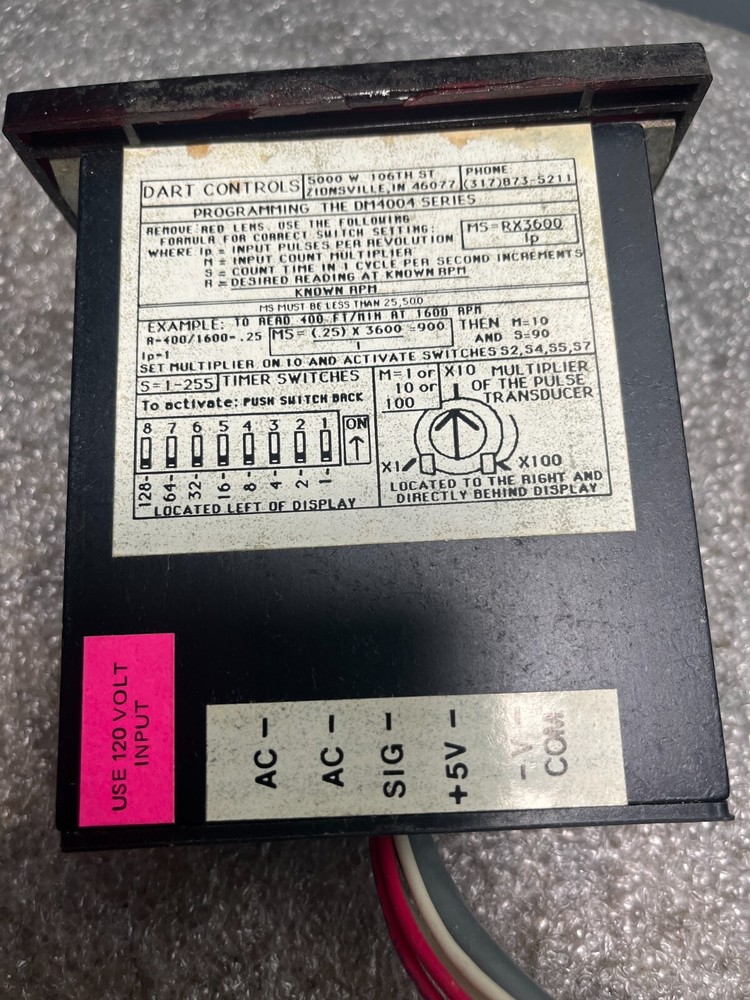 DART CONTROLS
5000 W. 106TH ST
ZIONSVILLE, IN 46077
PHONE:
(317)873-5211
PROGRAMMING THE DM4004 SERIES
REMOVE RED LENS. USE THE FOLLOWING
FORMULA FOR CORRECT SWITCH SETTING:
WHERE Ip = INPUT PULSES PER REVOLUTION
M = INPUT COUNT MULTIPLIER
S = COUNT TIME IN 1 CYCLE PER SECOND INCREMENTS
R = DESIRED READING AT KNOWN RPM
KNOWN RPM
MS=RX3600
Ip
MS MUST BE LESS THAN 25,500
EXAMPLE: TO READ 400 FT/MIN AT 1600 RPM
R=400/1600=.25
Ip=1
MS=(.25) X 3600=900
1
THEN M=10
AND S=90
SET MULTIPLIER ON 10 AND ACTIVATE SWITCHES S2,S4,S5,S7
S=1-255 TIMER SWITCHES
To activate: PUSH SWITCH BACK
8 7 6 5 4 3 2 1
ON
128- 64- 32- 16- 8- 4- 2- 1-
LOCATED LEFT OF DISPLAY
M=1 or
10 or
100
X10 MULTIPLIER
OF THE PULSE
TRANSDUCER
X1
X100
LOCATED TO THE RIGHT AND
DIRECTLY BEHIND DISPLAY
USE 120 VOLT
INPUT
AC -
AC -
SIG -
+5V -
COM